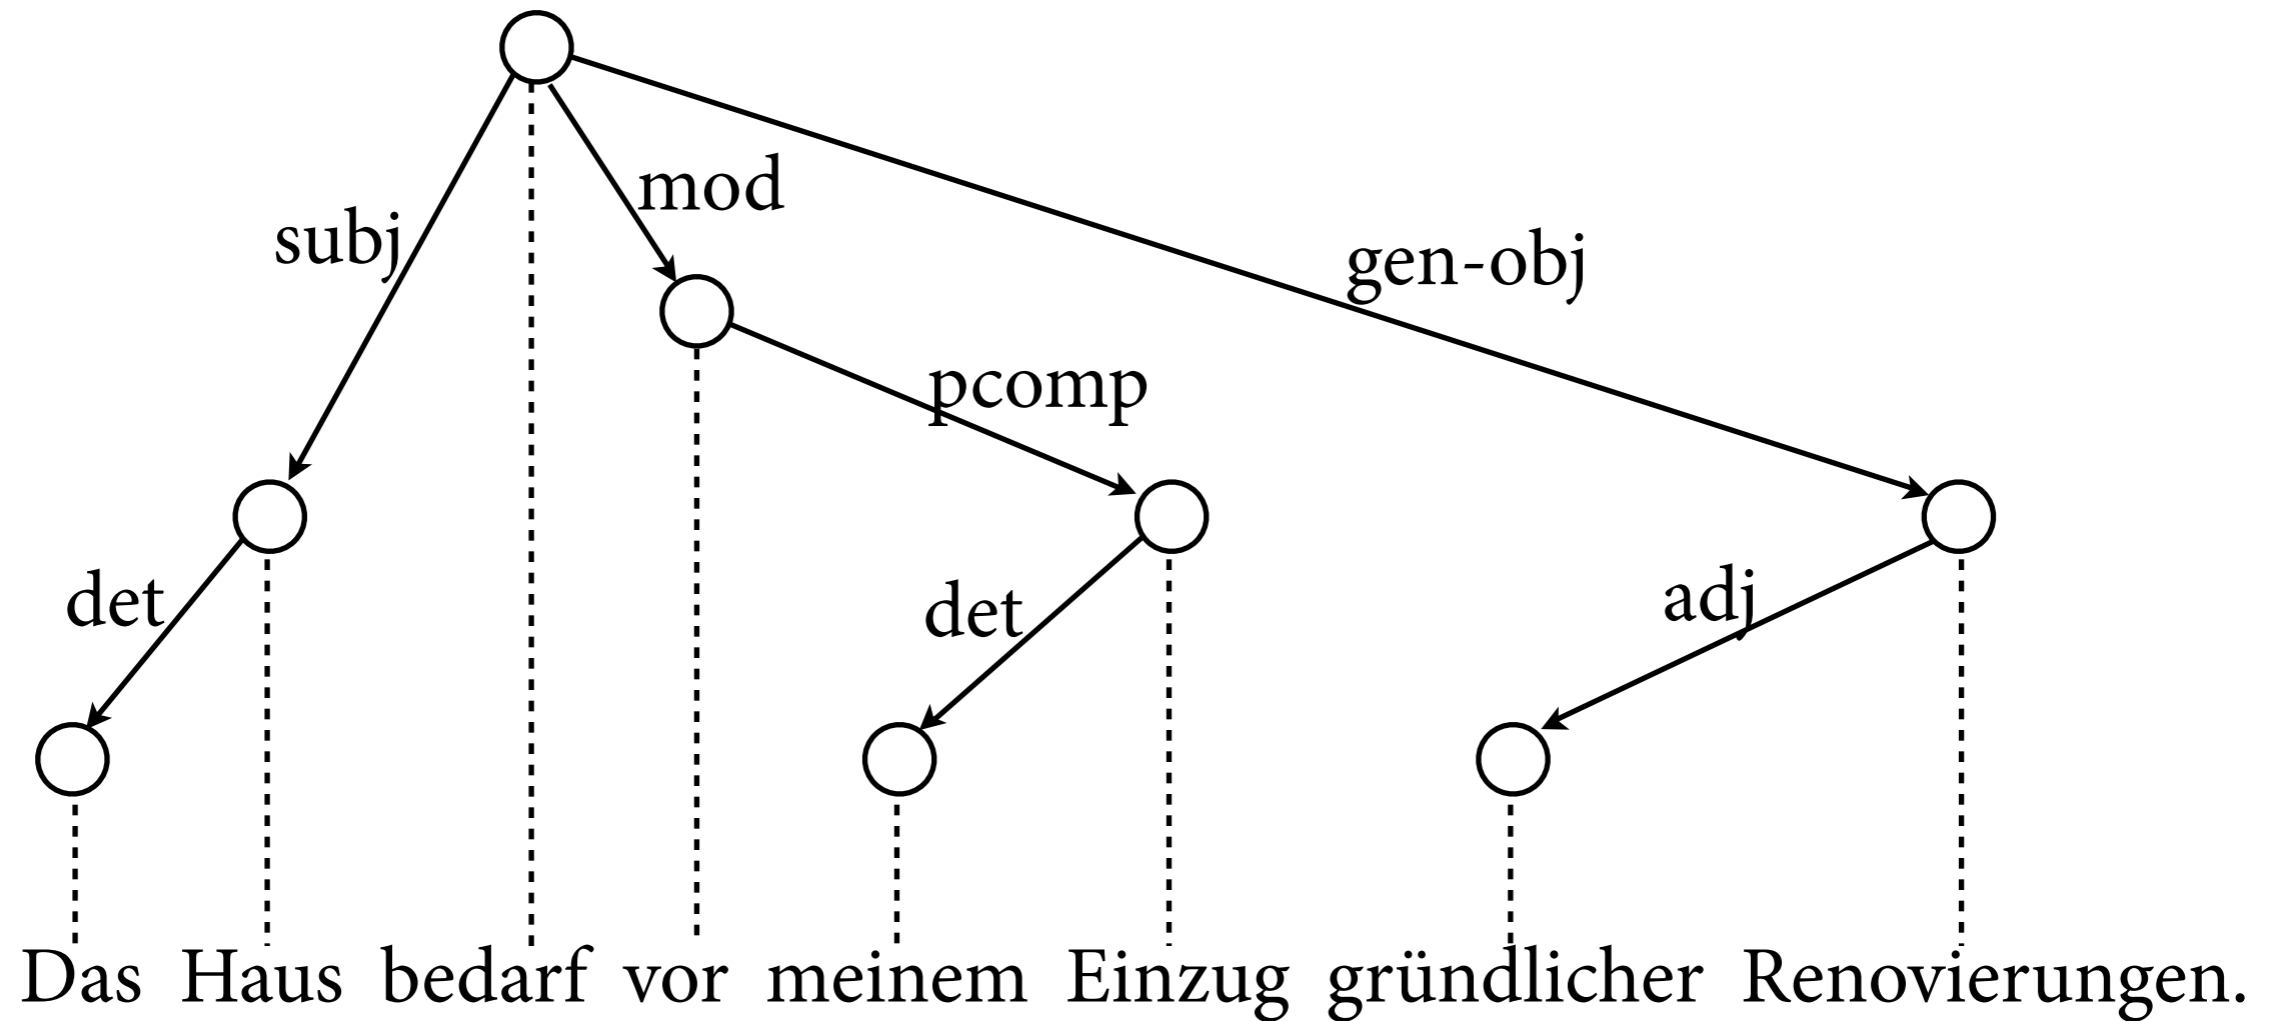 mod
subj
gen-obj
pcomp
det
det
adj
Das Haus bedarf vor meinem Einzug gründlicher Renovierungen.